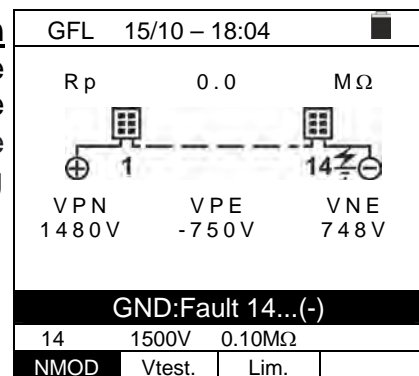 GFL 15/10 – 18:04
Rp 0.0 MΩ
1 14
VPN VPE VNE
1480V -750V 748V
GND:Fault 14...(-)
14 1500V 0.10MΩ
NMOD Vtest. Lim.